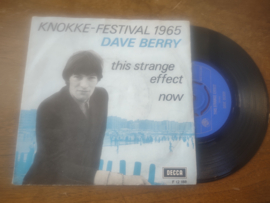 KNOKKE-FESTIVAL 1965
DAVE BERRY
this strange
effect
now
DECCA